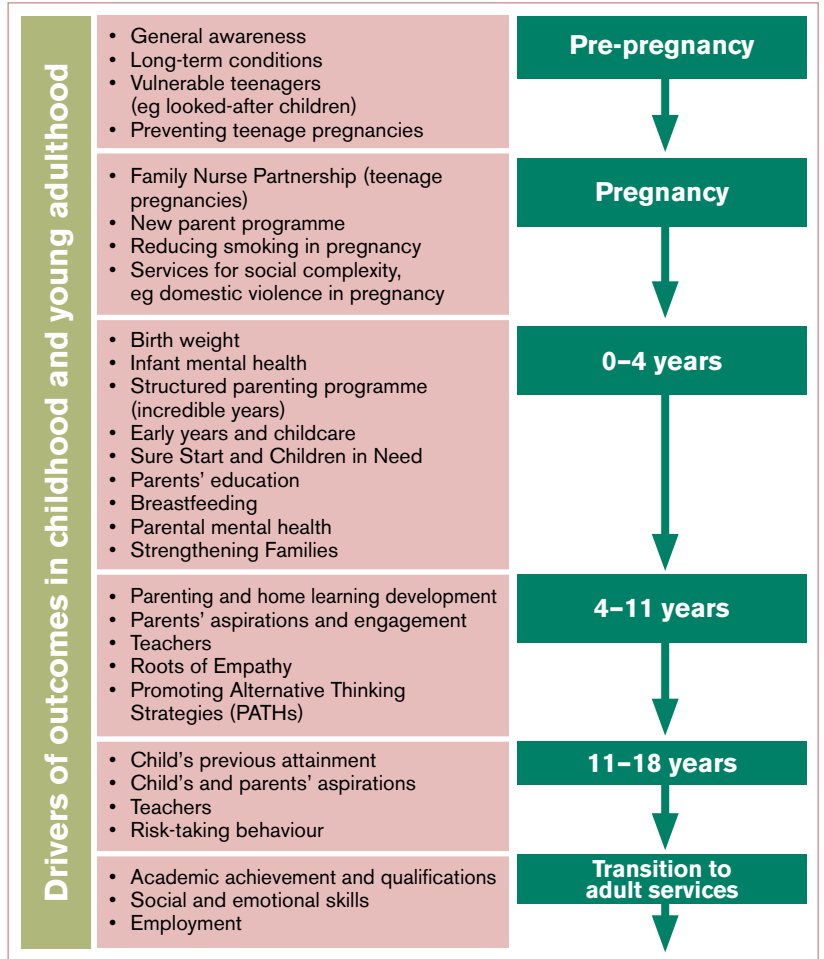 Drivers of outcomes in childhood and young adulthood
• General awareness
• Long-term conditions
• Vulnerable teenagers
(eg looked-after children)
• Preventing teenage pregnancies
Pre-pregnancy
• Family Nurse Partnership (teenage
pregnancies)
• New parent programme
• Reducing smoking in pregnancy
• Services for social complexity,
eg domestic violence in pregnancy
Pregnancy
• Birth weight
• Infant mental health
• Structured parenting programme
(incredible years)
• Early years and childcare
• Sure Start and Children in Need
• Parents’ education
• Breastfeeding
• Parental mental health
• Strengthening Families
0–4 years
• Parenting and home learning development
• Parents’ aspirations and engagement
• Teachers
• Roots of Empathy
• Promoting Alternative Thinking
Strategies (PATHs)
4–11 years
• Child’s previous attainment
• Child’s and parents’ aspirations
• Teachers
• Risk-taking behaviour
11–18 years
• Academic achievement and qualifications
• Social and emotional skills
• Employment
Transition to
adult services